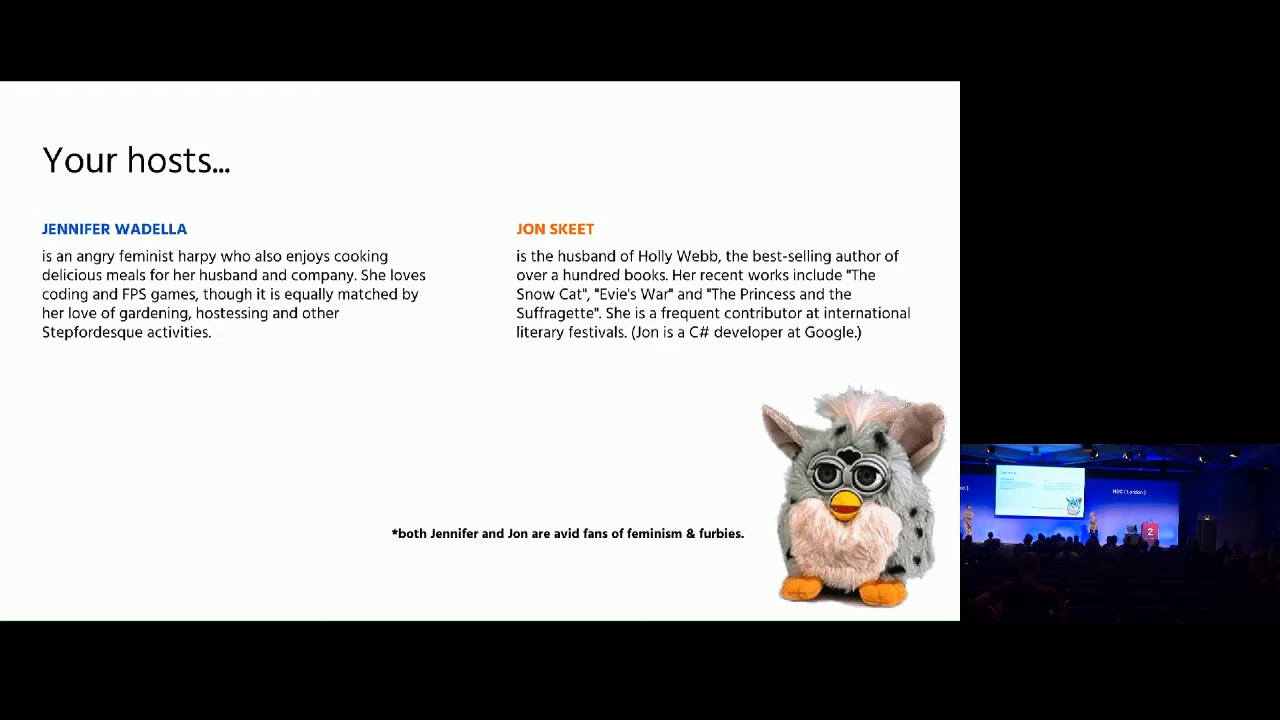 Your hosts...
JENNIFER WADELLA
is an angry feminist harpy who also enjoys cooking
delicious meals for her husband and company. She loves
coding and FPS games, though it is equally matched by
her love of gardening, hostessing and other
Stepfordesque activities.
JON SKEET
is the husband of Holly Webb, the best-selling author of
over a hundred books. Her recent works include "The
Snow Cat", "Evie's War" and "The Princess and the
Suffragette". She is a frequent contributor at international
literary festivals. (Jon is a C# developer at Google.)
*both Jennifer and Jon are avid fans of feminism & furbies.
NDC { London }
2